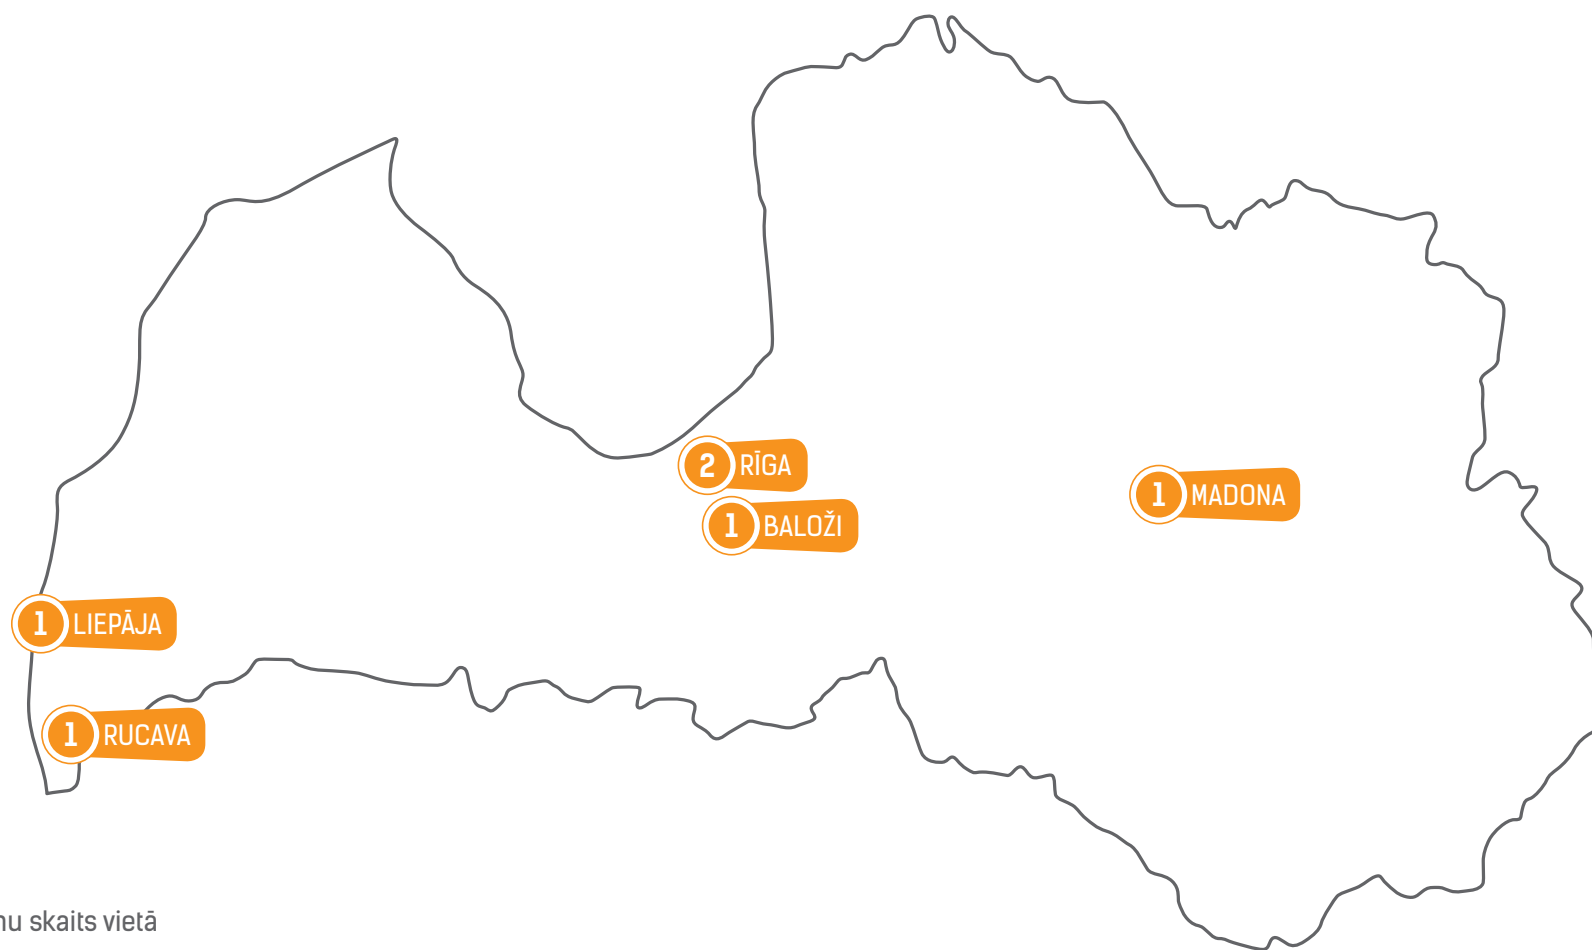 2 RĪGA
1 BALOŽI
1 MADONA
1 LIEPĀJA
1 RUCAVA
skaits vietā